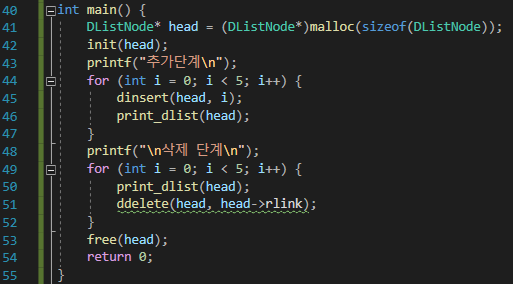 40 int main() {
41 DListNode* head = (DListNode*)malloc(sizeof(DListNode));
42 init(head);
43 printf("추가단계\n");
44 for (int i = 0; i < 5; i++) {
45 dinsert(head, i);
46 print_dlist(head);
47 }
48 printf("\n삭제 단계\n");
49 for (int i = 0; i < 5; i++) {
50 print_dlist(head);
51 ddelete(head, head->rlink);
52 }
53 free(head);
54 return 0;
55 }